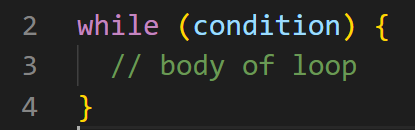 2 while (condition) {
3   // body of loop
4 }